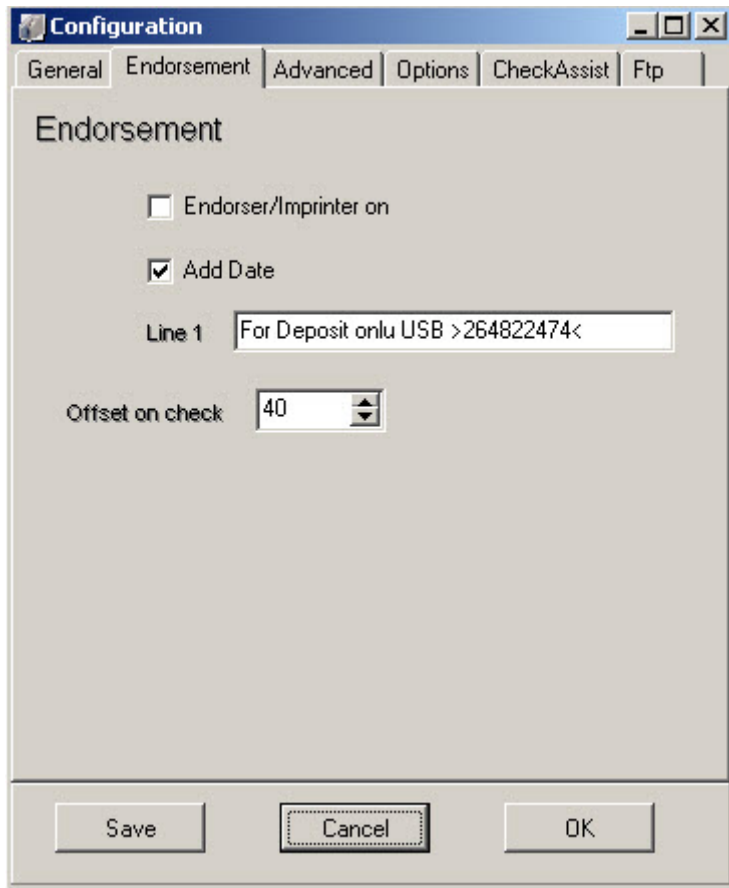 Configuration
General Endorsement Advanced Options CheckAssist Ftp
Endorsement
Endorser/Imprinter on
Add Date
Line 1 For Deposit onlu USB >264822474<
Offset on check 40
Save Cancel OK